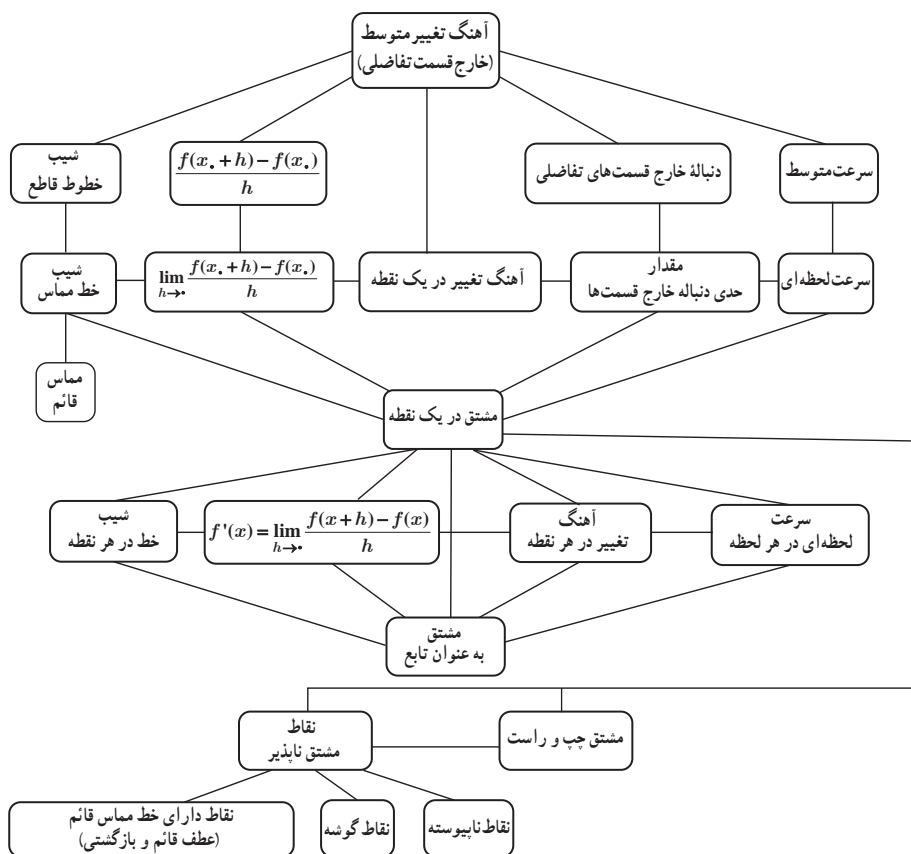 آهنگ تغییر متوسط
(خارج قسمت تفاضلی)
سرعت متوسط
دنبالهٔ خارج قسمت‌های تفاضلی
f(x₀+h)−f(x₀) / h
شیب
خطوط قاطع
سرعت لحظه‌ای
مقدار
حدی دنباله خارج قسمت‌ها
آهنگ تغییر در یک نقطه
lim h→۰ f(x₀+h)−f(x₀) / h
شیب
خط مماس
مماس
قائم
مشتق در یک نقطه
سرعت
لحظه‌ای در هر لحظه
آهنگ
تغییر در هر نقطه
f'(x) = lim h→۰ f(x+h)−f(x) / h
شیب
خط در هر نقطه
مشتق
به عنوان تابع
مشتق چپ و راست
نقاط
مشتق ناپذیر
نقاط ناپیوسته
نقاط گوشه
نقاط دارای خط مماس قائم
(عطف قائم و بازگشتی)